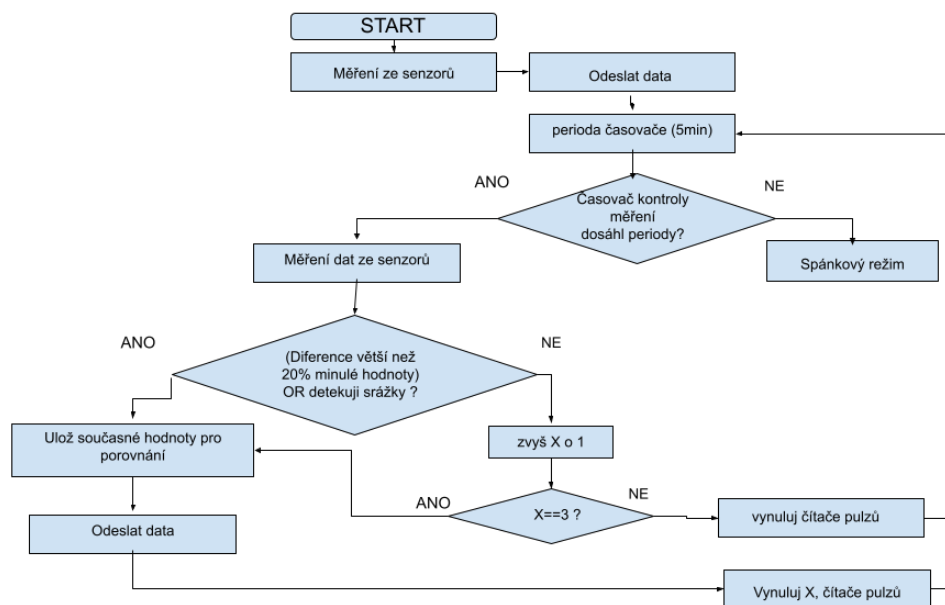 START
Měření ze senzorů
Odeslat data
perioda časovače (5min)
ANO
NE
Časovač kontroly
měření
dosáhl periody?
Měření dat ze senzorů
Spánkový režim
ANO
NE
(Diference větší než
20% minulé hodnoty)
OR detekuji srážky ?
Ulož současné hodnoty pro
porovnání
zvyš X o 1
ANO
NE
X==3 ?
vynuluj čítače pulzů
Odeslat data
Vynuluj X, čítače pulzů